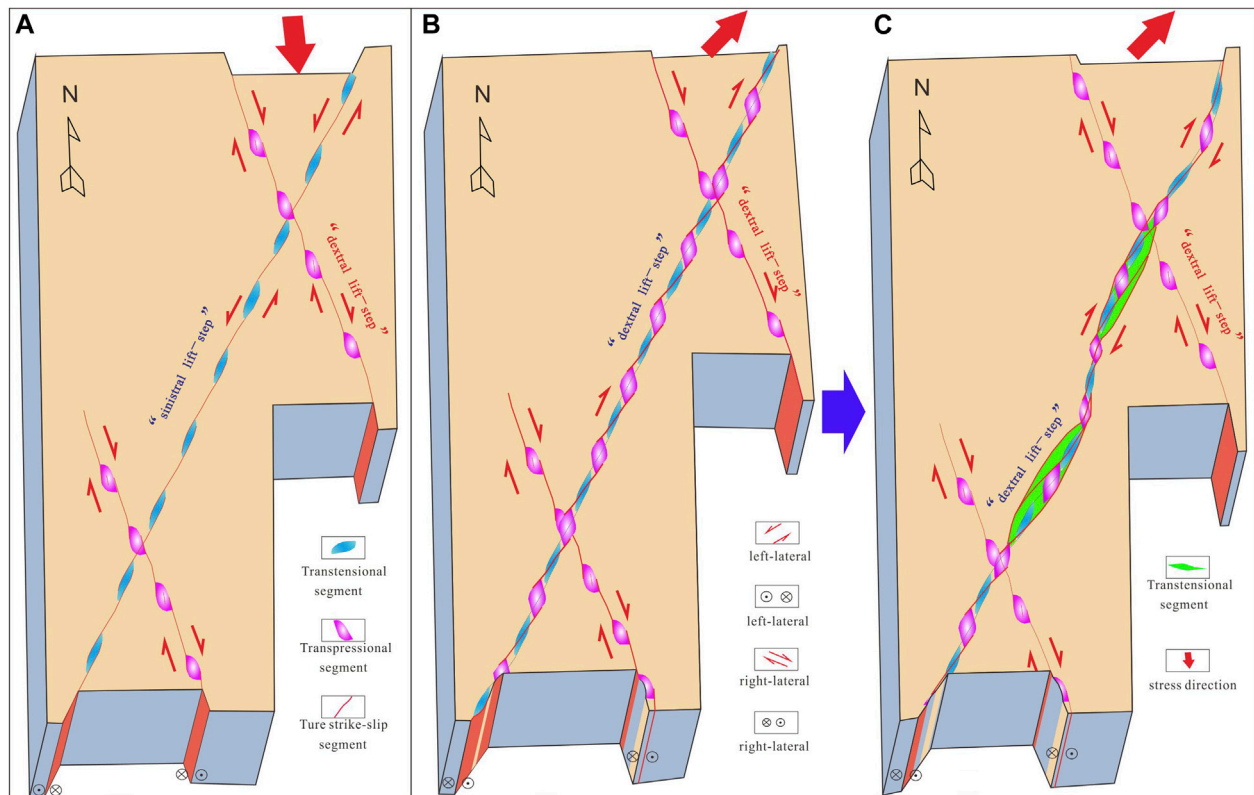 A
N
“ sinistral lift-step ”
“ dextral lift-step ”
Transtensional
segment
Transpressional
segment
Ture strike-slip
segment
B
N
“ dextral lift-step ”
“ dextral lift-step ”
left-lateral
left-lateral
right-lateral
right-lateral
C
N
“ dextral lift-step ”
“ dextral lift-step ”
Transtensional
segment
stress direction